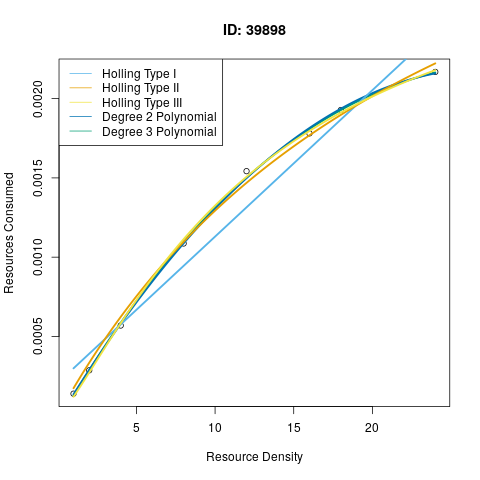 ID: 39898
Holling Type I
Holling Type II
Holling Type III
Degree 2 Polynomial
Degree 3 Polynomial
Resources Consumed
0.0020
0.0015
0.0010
0.0005
5 10 15 20
Resource Density